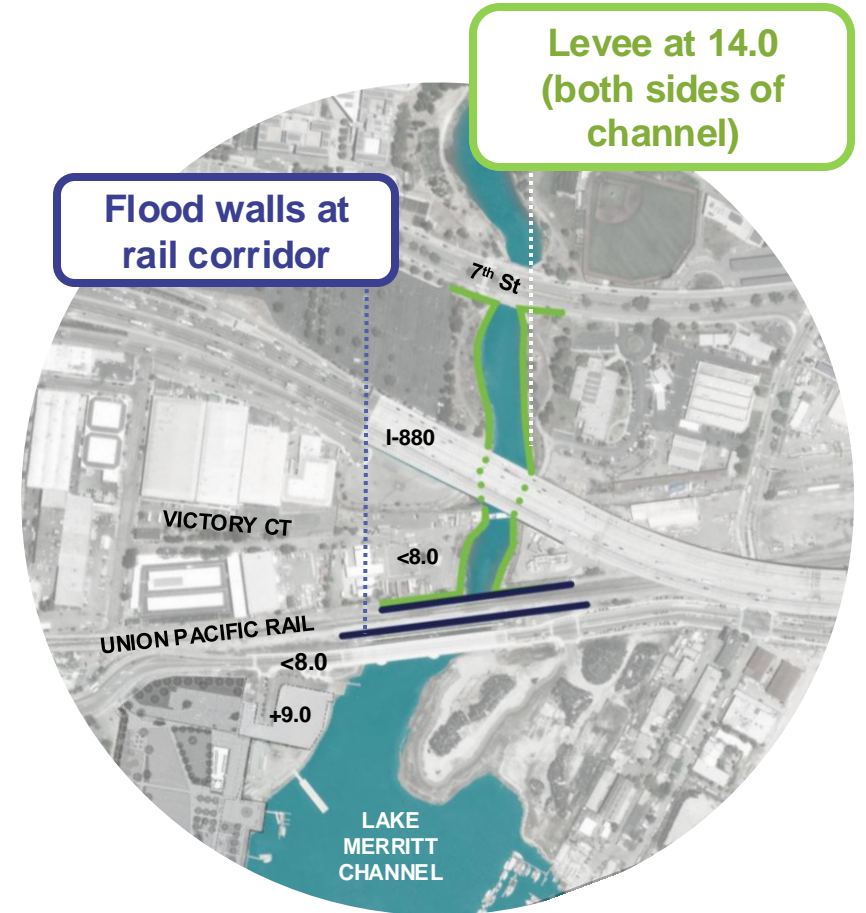 Levee at 14.0
(both sides of
channel)
Flood walls at
rail corridor
7th St
I-880
VICTORY CT
<8.0
UNION PACIFIC RAIL
<8.0
+9.0
LAKE
MERRITT
CHANNEL